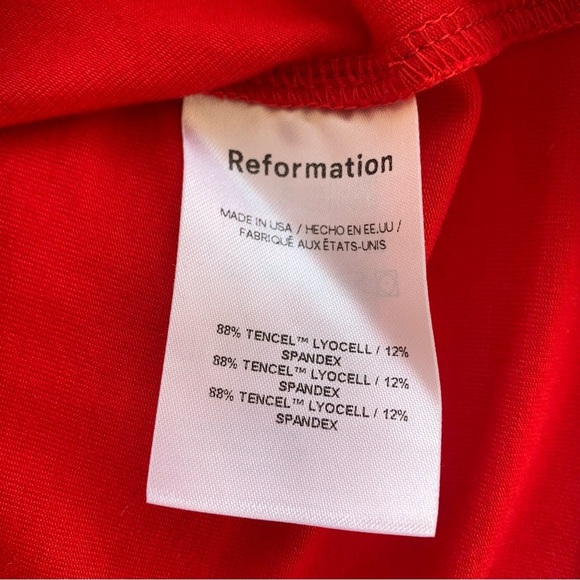 Reformation
MADE IN USA / HECHO EN EE.UU /
FABRIQUÉ AUX ÉTATS-UNIS
88% TENCEL™ LYOCELL / 12%
SPANDEX
88% TENCEL™ LYOCELL / 12%
SPANDEX
88% TENCEL™ LYOCELL / 12%
SPANDEX